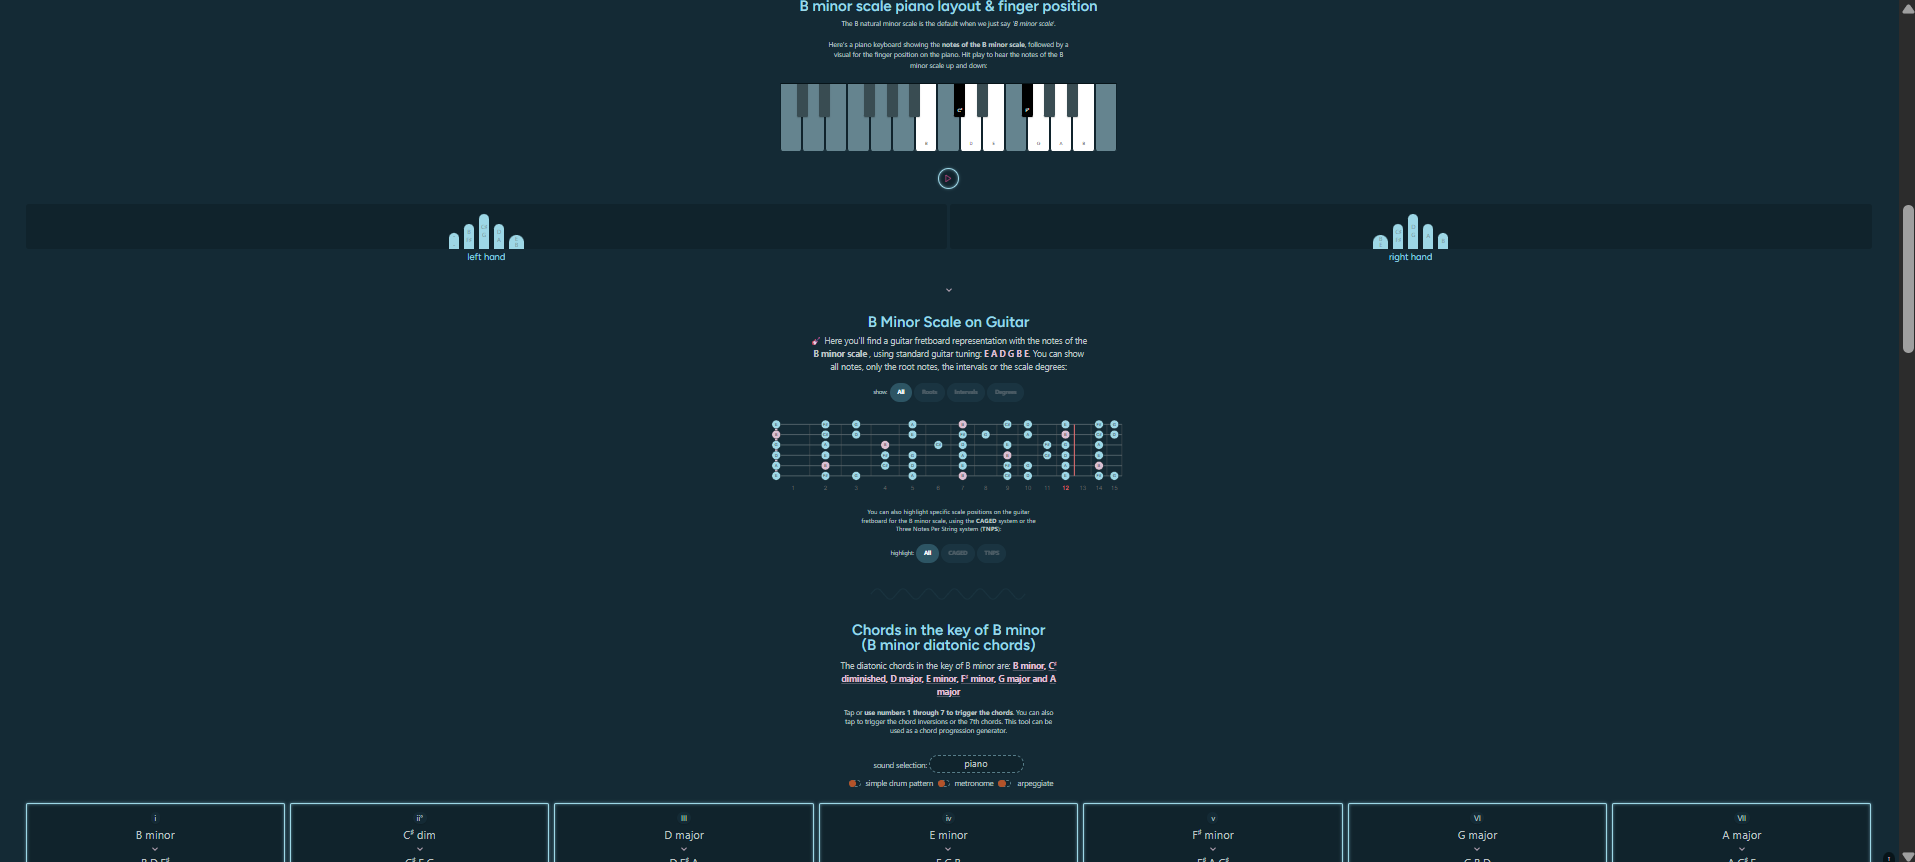 B minor scale piano layout & finger position
The B natural minor scale is the default when we just say 'B minor scale'.
Here's a piano keyboard showing the notes of the B minor scale, followed by a
visual for the finger position on the piano. Hit play to hear the notes of the B
minor scale up and down:
left hand
right hand
B Minor Scale on Guitar
Here you'll find a guitar fretboard representation with the notes of the
B minor scale , using standard guitar tuning: E A D G B E. You can show
all notes, only the root notes, the intervals or the scale degrees:
show: All Roots Intervals Degrees
1 2 3 4 5 6 7 8 9 10 11 12 13 14 15
You can also highlight specific scale positions on the guitar
fretboard for the B minor scale, using the CAGED system or the
Three Notes Per String system (TNPS):
highlight: All CAGED TNPS
Chords in the key of B minor
(B minor diatonic chords)
The diatonic chords in the key of B minor are: B minor, C♯
diminished, D major, E minor, F♯ minor, G major and A
major
Tap or use numbers 1 through 7 to trigger the chords. You can also
tap to trigger the chord inversions or the 7th chords. This tool can be
used as a chord progression generator.
sound selection: piano
simple drum pattern metronome arpeggiate
i ii° III iv v VI VII
B minor C♯ dim D major E minor F♯ minor G major A major